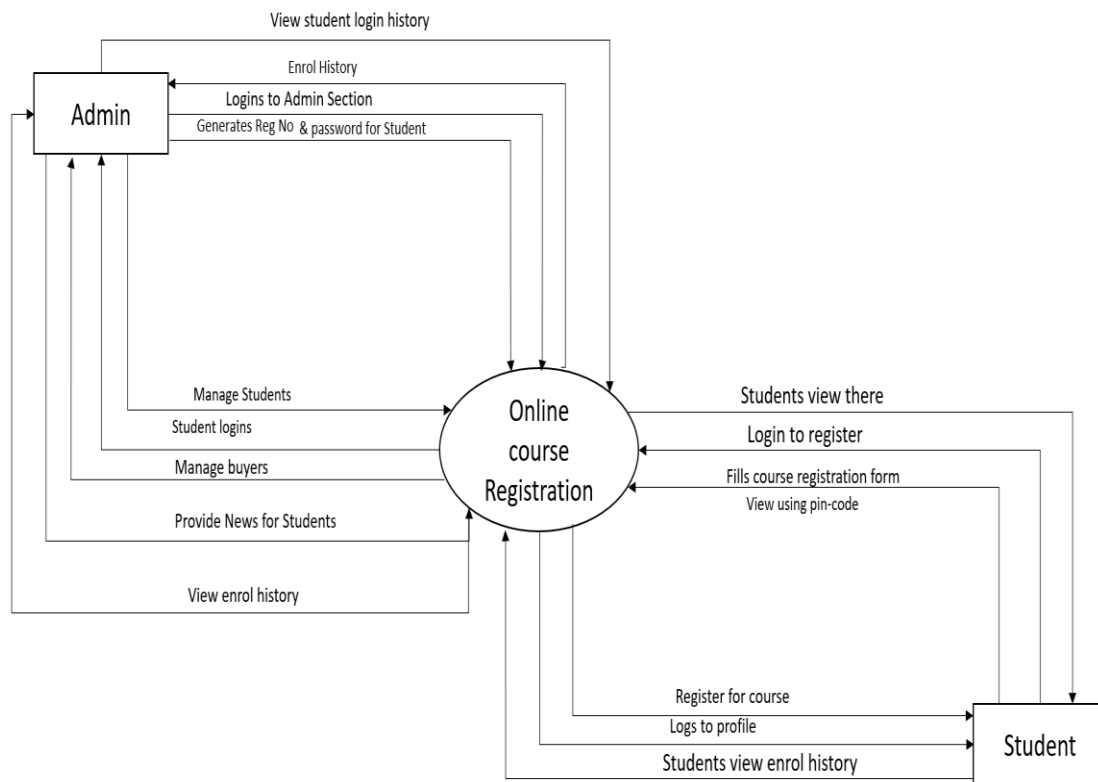 View student login history
Enrol History
Admin
Logins to Admin Section
Generates Reg No & password for Student
Manage Students
Student logins
Manage buyers
Provide News for Students
View enrol history
Online
course
Registration
Students view there
Login to register
Fills course registration form
View using pin-code
Register for course
Logs to profile
Students view enrol history
Student